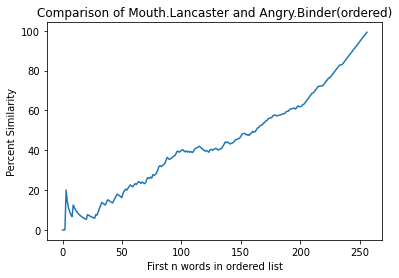 Comparison of Mouth.Lancaster and Angry.Binder(ordered)
100
80
60
40
20
0
Percent Similarity
0 50 100 150 200 250
First n words in ordered list